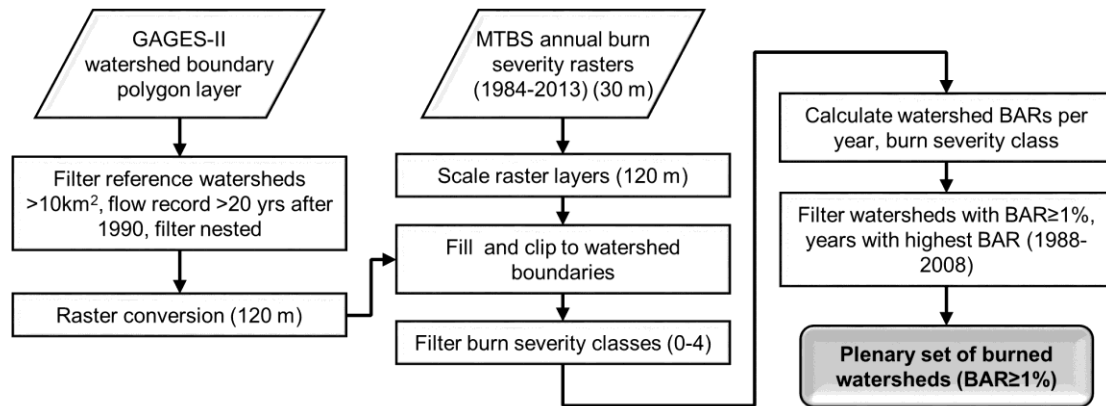 GAGES-II
watershed boundary
polygon layer
Filter reference watersheds
>10km², flow record >20 yrs after
1990, filter nested
Raster conversion (120 m)
MTBS annual burn
severity rasters
(1984-2013) (30 m)
Scale raster layers (120 m)
Fill and clip to watershed
boundaries
Filter burn severity classes (0-4)
Calculate watershed BARs per
year, burn severity class
Filter watersheds with BAR≥1%,
years with highest BAR (1988-
2008)
Plenary set of burned
watersheds (BAR≥1%)